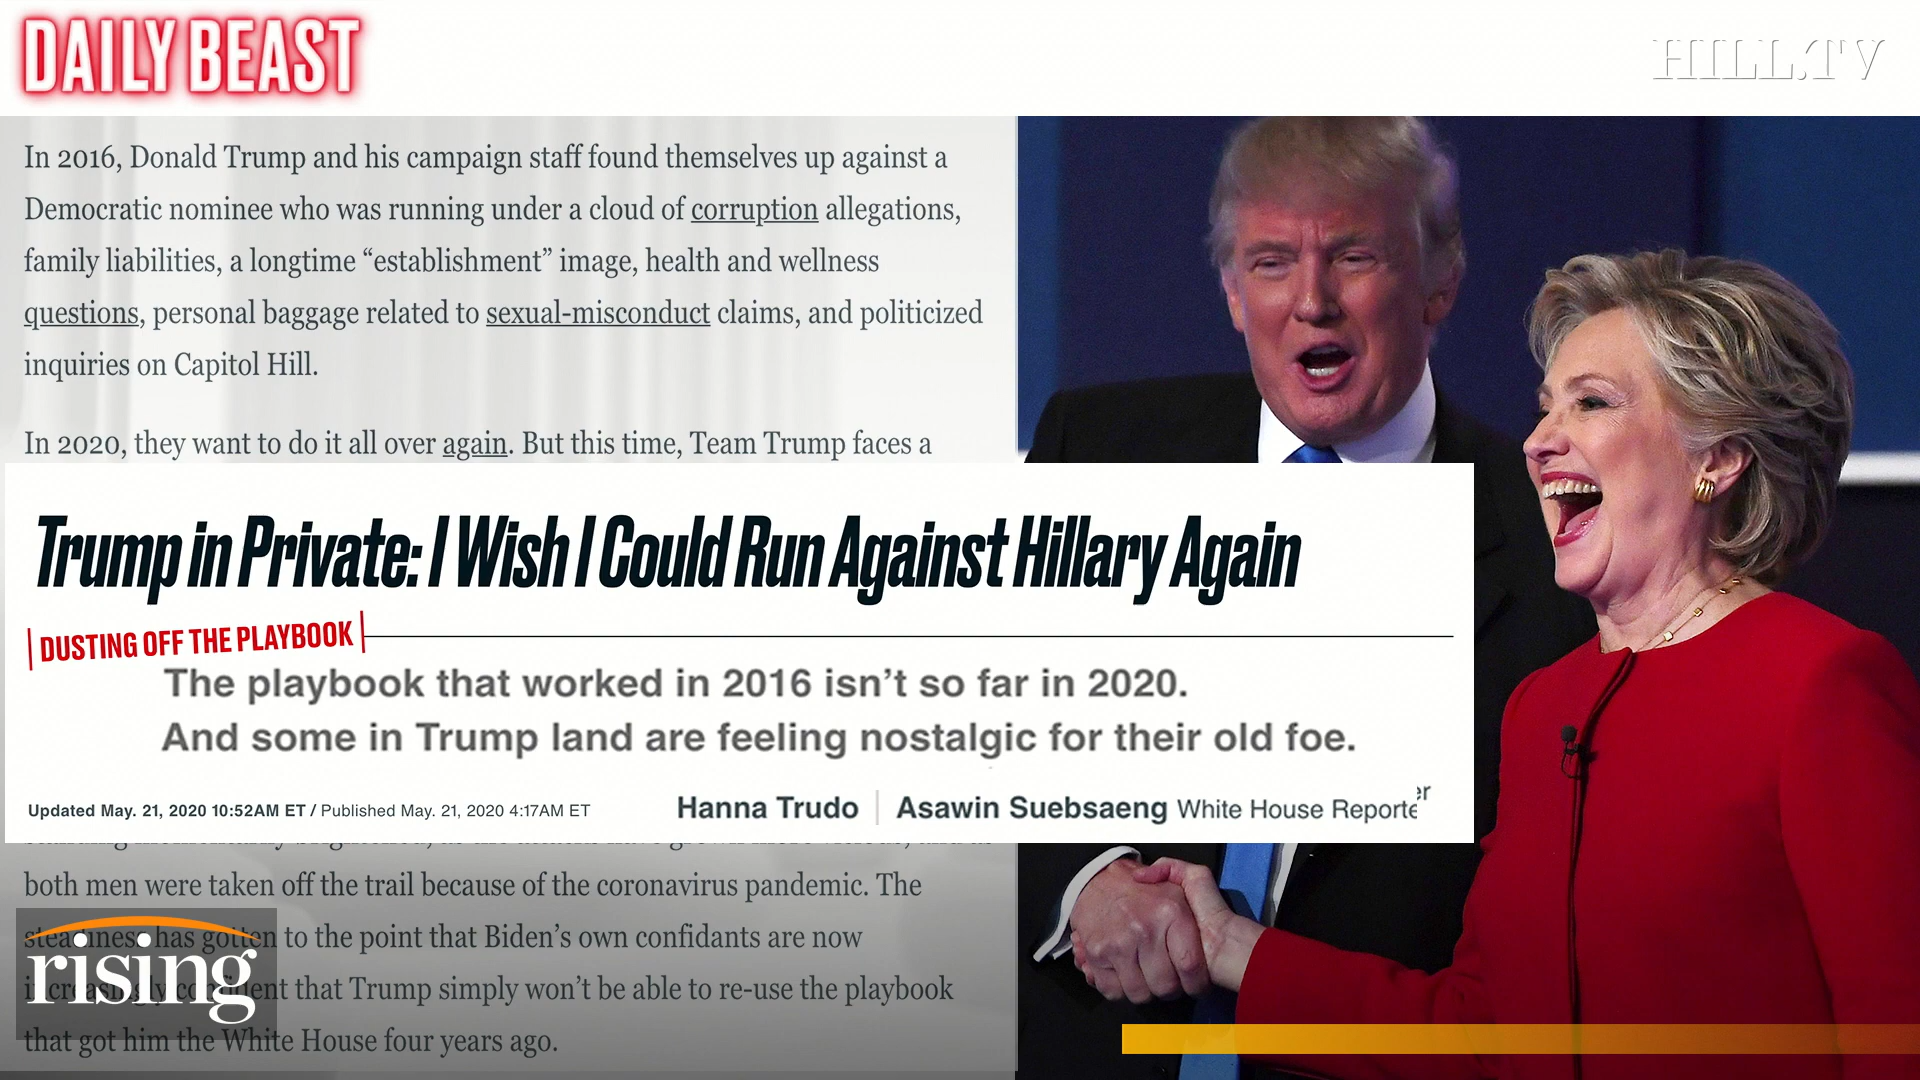 DAILY BEAST
HILL.TV
In 2016, Donald Trump and his campaign staff found themselves up against a
Democratic nominee who was running under a cloud of corruption allegations,
family liabilities, a longtime “establishment” image, health and wellness
questions, personal baggage related to sexual-misconduct claims, and politicized
inquiries on Capitol Hill.
In 2020, they want to do it all over again. But this time, Team Trump faces a
Trump in Private: I Wish I Could Run Against Hillary Again
DUSTING OFF THE PLAYBOOK
The playbook that worked in 2016 isn’t so far in 2020.
And some in Trump land are feeling nostalgic for their old foe.
Updated May. 21, 2020 10:52AM ET / Published May. 21, 2020 4:17AM ET
Hanna Trudo | Asawin Suebsaeng White House Reporter
both men were taken off the trail because of the coronavirus pandemic. The
steadiness has gotten to the point that Biden’s own confidants are now
increasingly confident that Trump simply won’t be able to re-use the playbook
that got him the White House four years ago.
rising